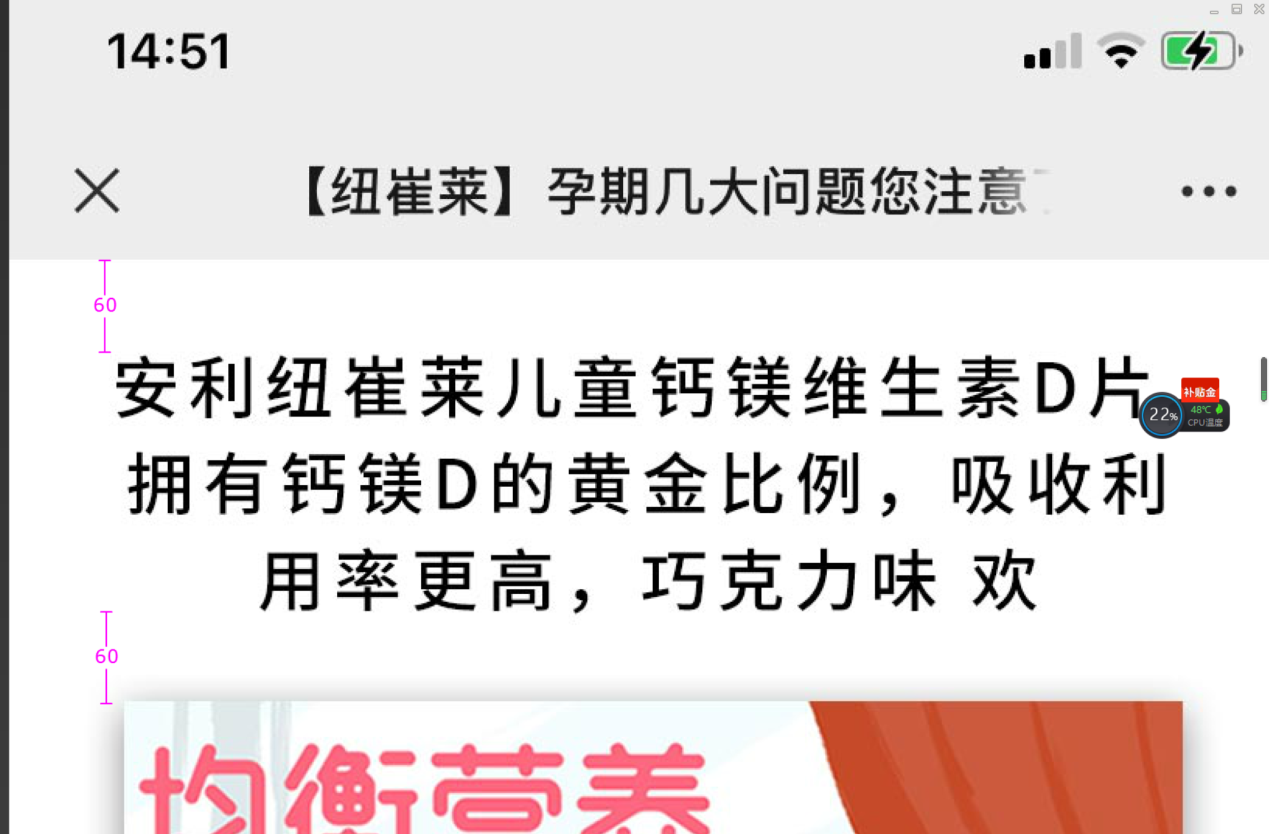 14:51
【纽崔莱】孕期几大问题您注意
60
安利纽崔莱儿童钙镁维生素D片
补贴金
22%
48℃
CPU温度
拥有钙镁D的黄金比例，吸收利
用率更高，巧克力味 欢
60
均衡营养